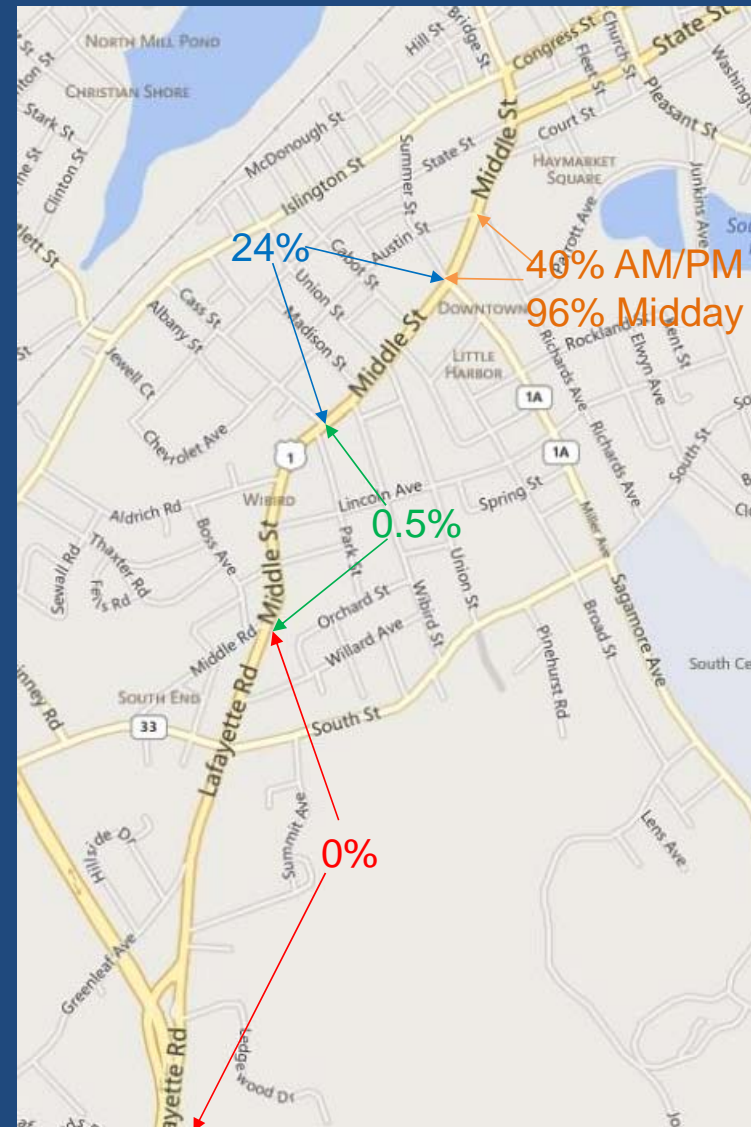 NORTH MILL POND
CHRISTIAN SHORE
Stark St
Clinton St
Hill St
Bridge St
Congress St
Church St
Fleet St
State St
Pleasant St
Court St
McDonough St
Islington St
Summer St
State St
Middle St
HAYMARKET
SQUARE
Junkins Ave
Parrott Ave
Austin St
Cabot St
24%
40% AM/PM
96% Midday
DOWNTOWN
Rockland St
Elwyn Ave
Union St
Madison St
Cass St
Albany St
Middle St
LITTLE
HARBOR
Richards Ave
1A
Jewell Ct
Chevrolet Ave
1A
Richards Ave
South St
1
WIBIRD
Lincoln Ave
Spring St
Aldrich Rd
0.5%
Miller Ave
Boss Ave
Middle St
Park St
Union St
Thaxter Rd
Sewall Rd
Fells Rd
Orchard St
Wibird St
Sagamore Ave
Broad St
Middle Rd
Willard Ave
Pinehurst Rd
SOUTH END
33
South St
Lafayette Rd
Summit Ave
0%
Hillside Dr
Lens Ave
Greenleaf Ave
Ledgewood Dr
ayette Rd